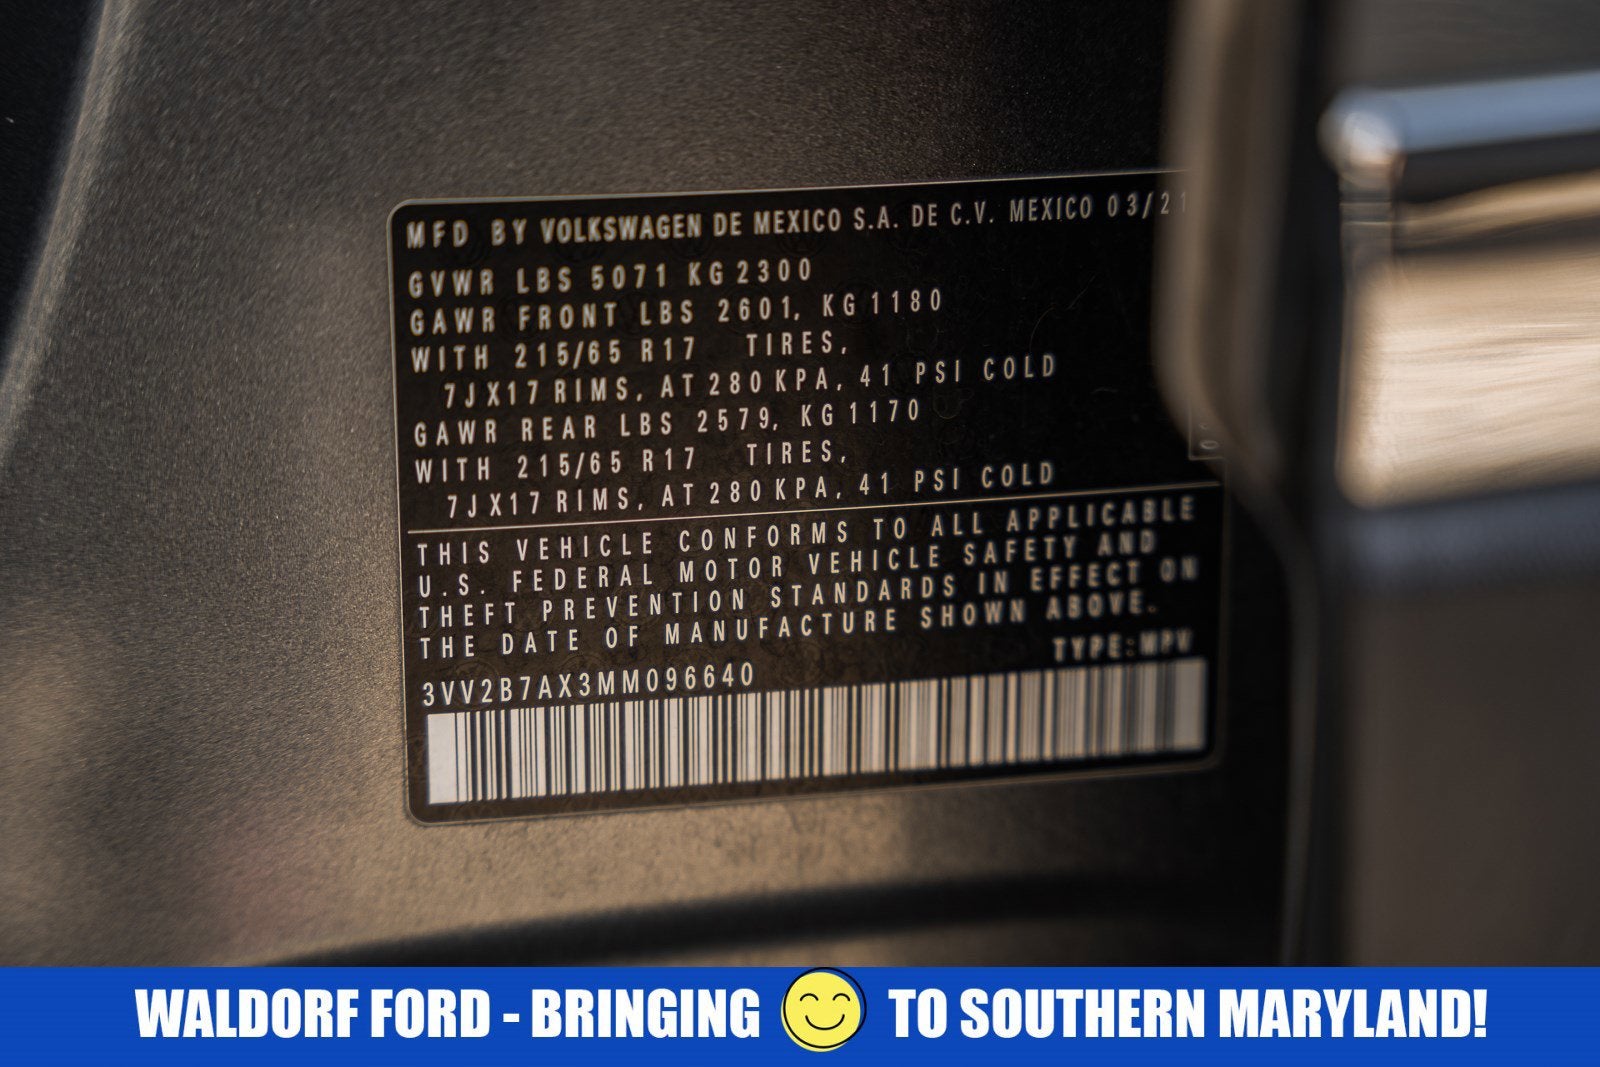 MFD BY VOLKSWAGEN DE MEXICO S.A. DE C.V. MEXICO 03/21
GVWR LBS 5071 KG 2300
GAWR FRONT LBS 2601, KG 1180
WITH 215/65 R17 TIRES,
7JX17 RIMS, AT 280 KPA, 41 PSI COLD
GAWR REAR LBS 2579, KG 1170
WITH 215/65 R17 TIRES,
7JX17 RIMS, AT 280 KPA, 41 PSI COLD
THIS VEHICLE CONFORMS TO ALL APPLICABLE
U.S. FEDERAL MOTOR VEHICLE SAFETY AND
THEFT PREVENTION STANDARDS IN EFFECT ON
THE DATE OF MANUFACTURE SHOWN ABOVE.
TYPE:MPV
3VV2B7AX3MM096640
WALDORF FORD - BRINGING TO SOUTHERN MARYLAND!